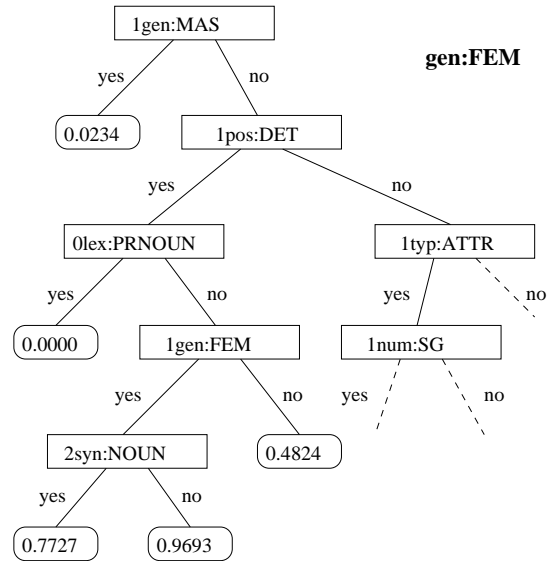 1gen:MAS
gen:FEM
yes
no
0.0234
1pos:DET
yes
no
0lex:PRNOUN
1typ:ATTR
yes
no
yes
no
0.0000
1gen:FEM
1num:SG
yes
no
yes
no
2syn:NOUN
0.4824
yes
no
0.7727
0.9693